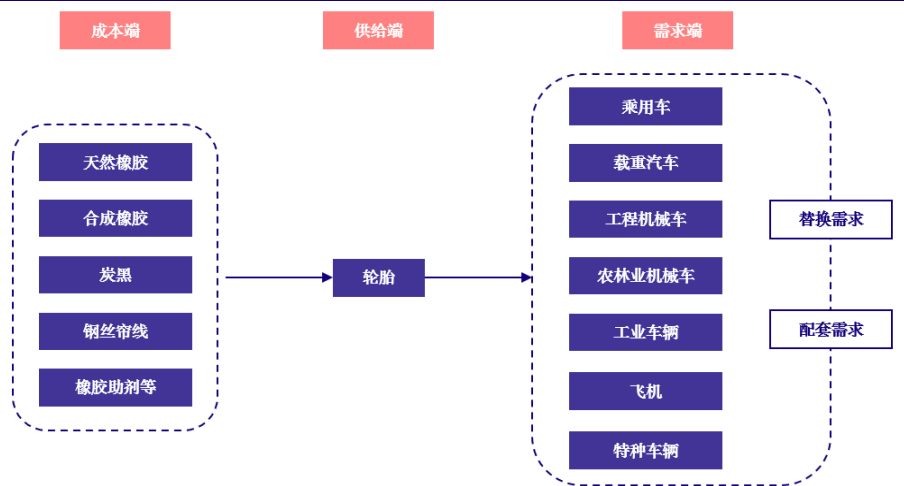 成本端
供给端
需求端
天然橡胶
合成橡胶
炭黑
钢丝帘线
橡胶助剂等
轮胎
乘用车
载重汽车
工程机械车
农林业机械车
工业车辆
飞机
特种车辆
替换需求
配套需求